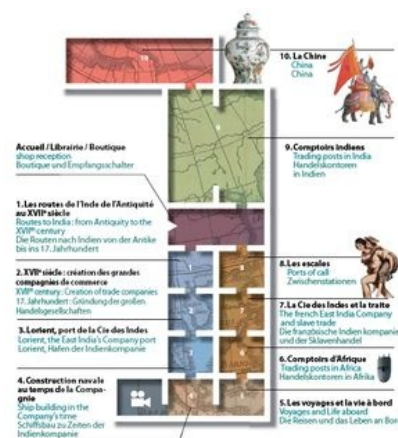 10. La Chine
China
China
Accueil / Librairie / Boutique
shop reception
Boutique und Empfangsschalter
9. Comptoirs indiens
Trading posts in India
Handelskontoren
in Indien
1. Les routes de l'Inde de l'Antiquité
au XVIIᵉ siècle
Routes to India : from Antiquity to the
XVIIᵗʰ century
Die Routen nach Indien von der Antike
bis ins 17. Jahrhundert
2. XVIIᵉ siècle : création des grandes
compagnies de commerce
XVIIᵗʰ century : Creation of trade companies
17. Jahrhundert : Gründung der großen
Handelsgesellschaften
3. Lorient, port de la Cie des Indes
Lorient, the East India's Company port
Lorient, Hafen der Indienkompanie
4. Construction navale
au temps de la Compa-
gnie
Ship building in the
Company's time
Schiffsbau zu Zeiten der
Indienkompanie
8. Les escales
Ports of call
Zwischenstationen
7. La Cie des Indes et la traite
The french East India Company
and slave trade
Die französische Indien kompanie
und der Sklavenhandel
6. Comptoirs d'Afrique
Trading posts in Africa
Handelskontoren in Afrika
5. Les voyages et la vie à bord
Voyages and Life aboard
Die Reisen und das Leben an Bor
10
9
1
2
3